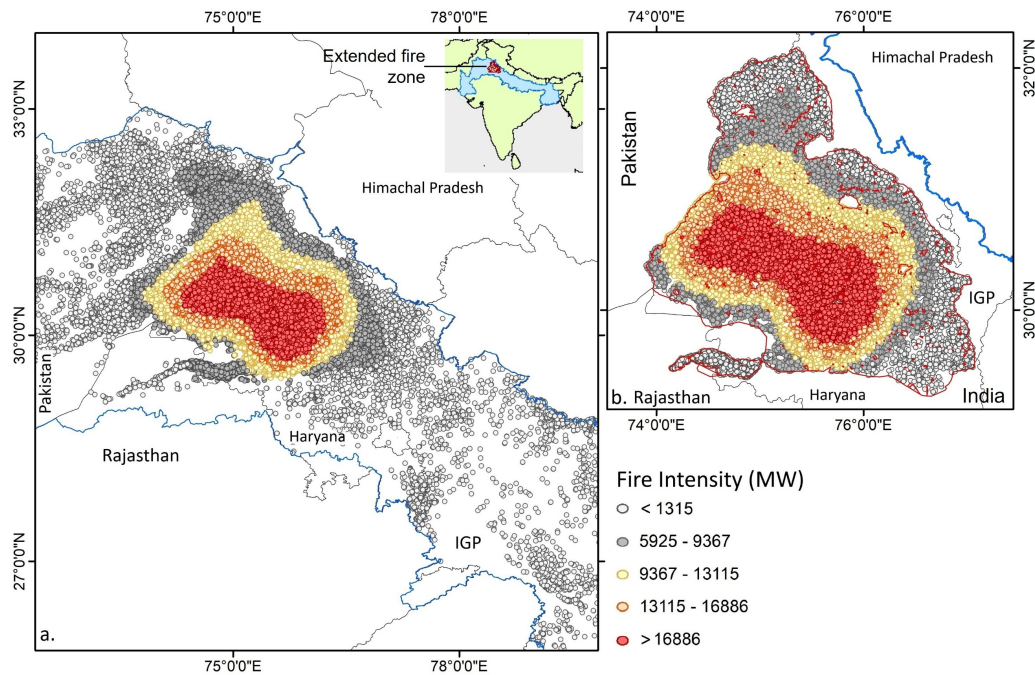 75°0'0"E
78°0'0"E
74°0'0"E
76°0'0"E
Extended fire
zone
Himachal Pradesh
33°0'0"N
32°0'0"N
Pakistan
Himachal Pradesh
30°0'0"N
30°0'0"N
IGP
Pakistan
b. Rajasthan
Haryana
India
74°0'0"E
76°0'0"E
Haryana
Rajasthan
IGP
27°0'0"N
a.
75°0'0"E
78°0'0"E
Fire Intensity (MW)
< 1315
5925 - 9367
9367 - 13115
13115 - 16886
> 16886